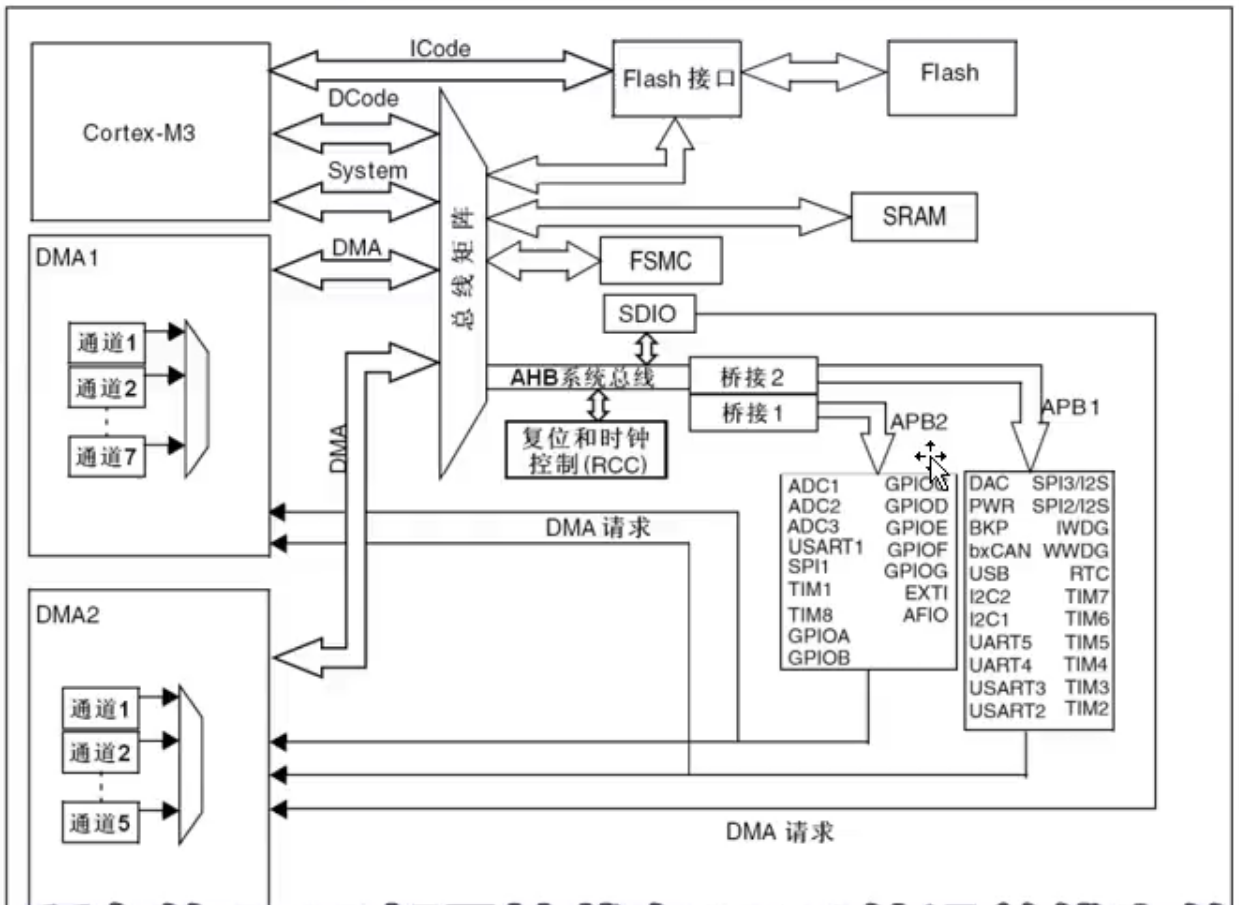 ICode
Flash 接口
Flash
Cortex-M3
DCode
System
SRAM
DMA1
DMA
总线矩阵
FSMC
SDIO
通道1
通道2
通道7
AHB系统总线
桥接2
桥接1
APB2
APB1
复位和时钟
控制(RCC)
DMA
DMA 请求
ADC1
ADC2
ADC3
USART1
SPI1
TIM1
TIM8
GPIOA
GPIOB
GPIOD
GPIOE
GPIOF
GPIOG
EXTI
AFIO
DAC SPI3/I2S
PWR SPI2/I2S
BKP IWDG
bxCAN WWDG
USB RTC
I2C2 TIM7
I2C1 TIM6
UART5 TIM5
UART4 TIM4
USART3 TIM3
USART2 TIM2
DMA2
通道1
通道2
通道5
DMA 请求